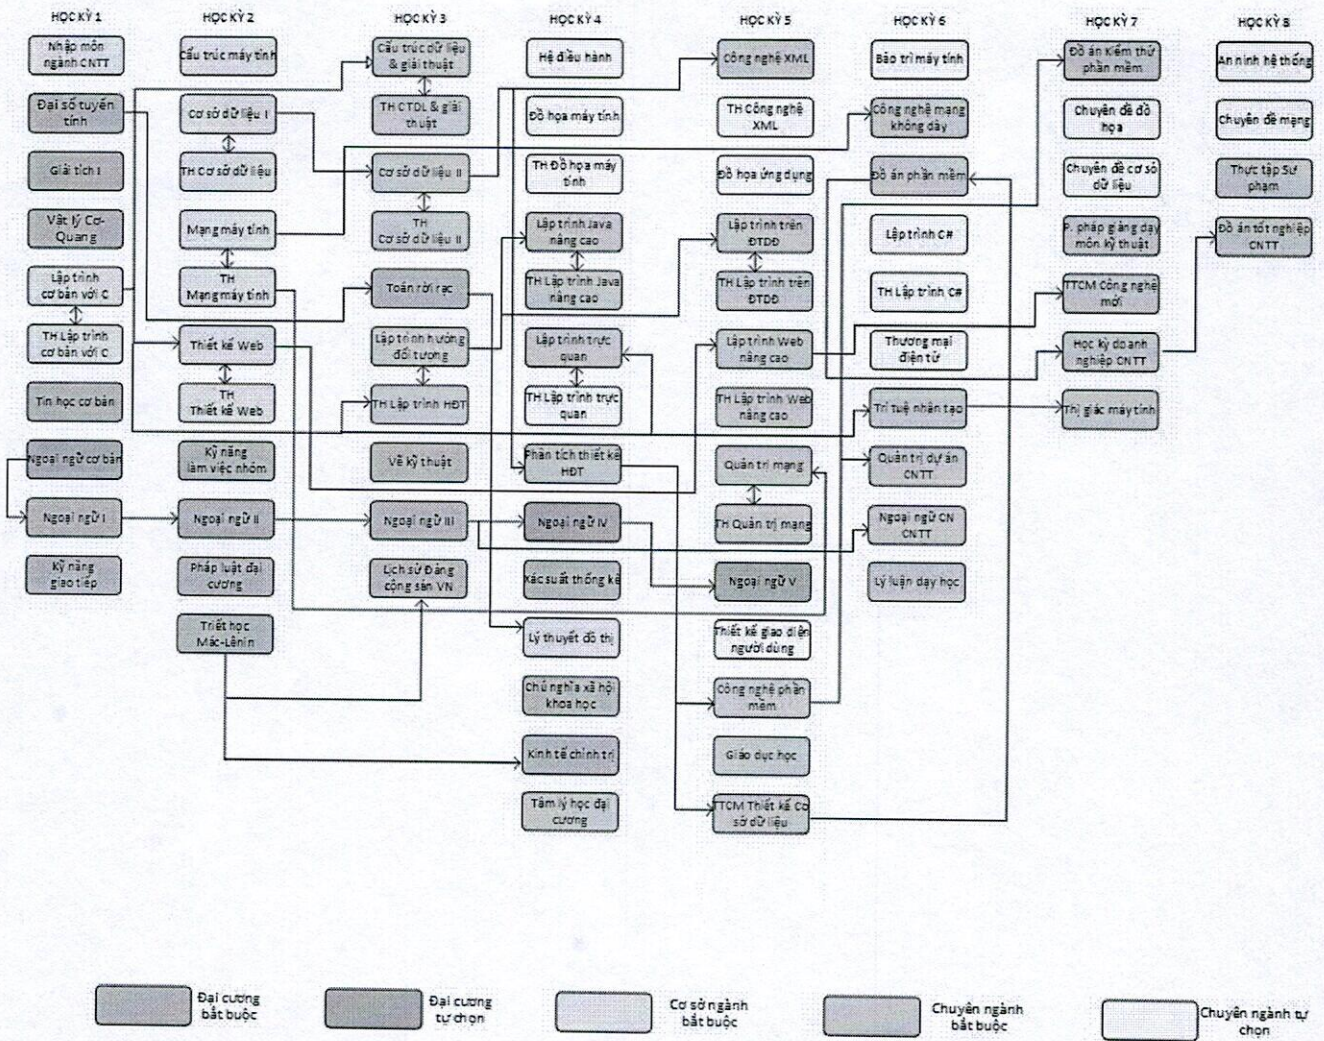 HỌC KỲ 1
Nhập môn
ngành CNTT
Đại số tuyến
tính
Giải tích I
Vật lý Cơ-
Quang
Lập trình
cơ bản với C
TH Lập trình
cơ bản với C
Tin học cơ bản
Ngoại ngữ cơ bản
Ngoại ngữ I
Kỹ năng
giao tiếp
HỌC KỲ 2
Cấu trúc máy tính
Cơ sở dữ liệu I
TH Cơ sở dữ liệu
Mạng máy tính
TH
Mạng máy tính
Thiết kế Web
TH
Thiết kế Web
Kỹ năng
làm việc nhóm
Ngoại ngữ II
Pháp luật đại
cương
Triết học
Mác-Lênin
HỌC KỲ 3
Cấu trúc dữ liệu
& giải thuật
TH CTDL & giải
thuật
Cơ sở dữ liệu II
TH
Cơ sở dữ liệu II
Toán rời rạc
Lập trình hướng
đối tượng
TH Lập trình HĐT
Vẽ kỹ thuật
Ngoại ngữ III
Lịch sử Đảng
cộng sản VN
HỌC KỲ 4
Hệ điều hành
Đồ họa máy tính
TH Đồ họa máy
tính
Lập trình Java
nâng cao
TH Lập trình Java
nâng cao
Lập trình trực
quan
TH Lập trình trực
quan
Phân tích thiết kế
HĐT
Ngoại ngữ IV
Xác suất thống kê
Lý thuyết đồ thị
Chủ nghĩa xã hội
khoa học
Kinh tế chính trị
Tâm lý học đại
cương
HỌC KỲ 5
Công nghệ XML
TH Công nghệ
XML
Đồ họa ứng dụng
Lập trình trên
ĐTDĐ
TH Lập trình trên
ĐTDĐ
Lập trình Web
nâng cao
TH Lập trình Web
nâng cao
Quản trị mạng
TH Quản trị mạng
Ngoại ngữ V
Thiết kế giao diện
người dùng
Công nghệ phần
mềm
Giáo dục học
TTCM Thiết kế Cơ
sở dữ liệu
HỌC KỲ 6
Bảo trì máy tính
Công nghệ mạng
không dây
Đồ án phần mềm
Lập trình C#
TH Lập trình C#
Thương mại
điện tử
Trí tuệ nhân tạo
Quản trị dự án
CNTT
Ngoại ngữ CN
CNTT
Lý luận dạy học
HỌC KỲ 7
Đồ án Kiểm thử
phần mềm
Chuyên đề đồ
họa
Chuyên đề cơ sở
dữ liệu
P. pháp giảng dạy
môn kỹ thuật
TTCM Công nghệ
mới
Học kỳ doanh
nghiệp CNTT
Thị giác máy tính
HỌC KỲ 8
An ninh hệ thống
Chuyên đề mạng
Thực tập Sư
phạm
Đồ án tốt nghiệp
CNTT
Đại cương
bắt buộc
Đại cương
tự chọn
Cơ sở ngành
bắt buộc
Chuyên ngành
bắt buộc
Chuyên ngành tự
chọn